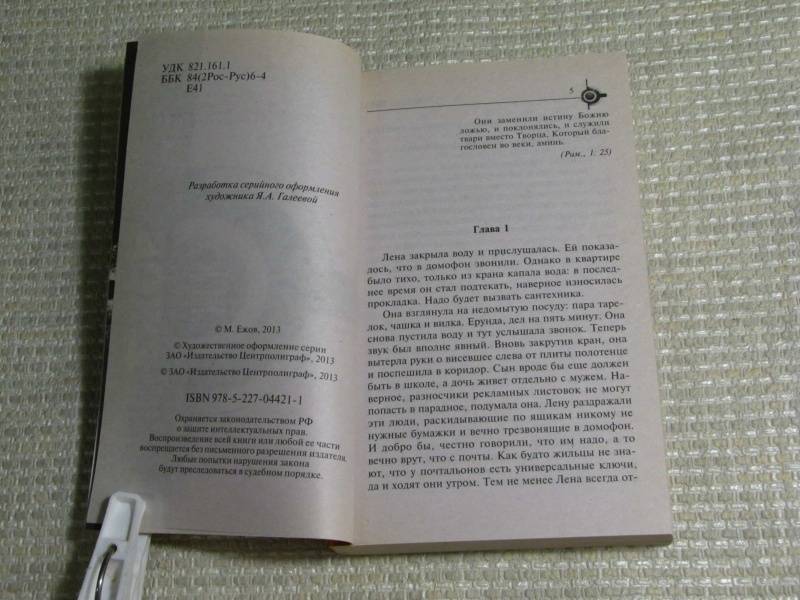 УДК 821.161.1
ББК 84(2Рос-Рус)6-4
Е41
Разработка серийного оформления
художника Я.А. Галеевой
© М. Ежов, 2013
© Художественное оформление серии
ЗАО «Издательство Центрполиграф», 2013
© ЗАО «Издательство Центрполиграф», 2013
ISBN 978-5-227-04421-1
Охраняется законодательством РФ
о защите интеллектуальных прав.
Воспроизведение всей книги или любой ее части
воспрещается без письменного разрешения издателя.
Любые попытки нарушения закона
будут преследоваться в судебном порядке.
5
Они заменили истину Божию
ложью, и поклонялись, и служили
твари вместо Творца, Который бла-
гословен во веки, аминь.
(Рим., 1: 25)
Глава 1
Лена закрыла воду и прислушалась. Ей показа-
лось, что в домофон звонили. Однако в квартире
было тихо, только из крана капала вода: в послед-
нее время он стал подтекать, наверное износилась
прокладка. Надо будет вызвать сантехника.
Она взглянула на недомытую посуду: пара таре-
лок, чашка и вилка. Ерунда, дел на пять минут. Она
снова пустила воду и тут услышала звонок. Теперь
звук был вполне явный. Вновь закрутив кран, она
вытерла руки о висевшее слева от плиты полотенце
и поспешила в коридор. Сын вроде бы еще должен
быть в школе, а дочь живет отдельно с мужем. На-
верное, разносчики рекламных листовок не могут
попасть в парадное, подумала она. Лену раздражали
эти люди, раскидывающие по ящикам никому не
нужные бумажки и вечно трезвонящие в домофон.
И добро бы, честно говорили, что им надо, а то
вечно врут, что с почты. Как будто жильцы не зна-
ют, что у почтальонов есть универсальные ключи,
да и ходят они утром. Тем не менее Лена всегда от-